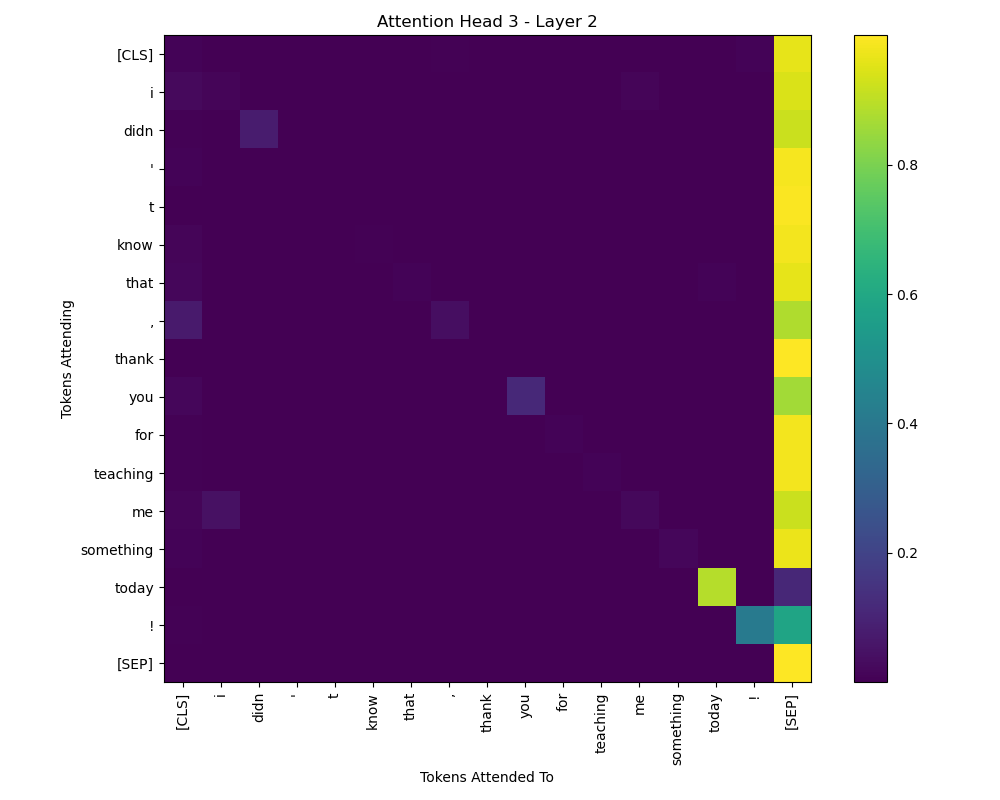 Attention Head 3 - Layer 2
Tokens Attending
[CLS]
i
didn
'
t
know
that
,
thank
you
for
teaching
me
something
today
!
[SEP]
[CLS]
i
didn
'
t
know
that
,
thank
you
for
teaching
me
something
today
!
[SEP]
Tokens Attended To
0.8
0.6
0.4
0.2